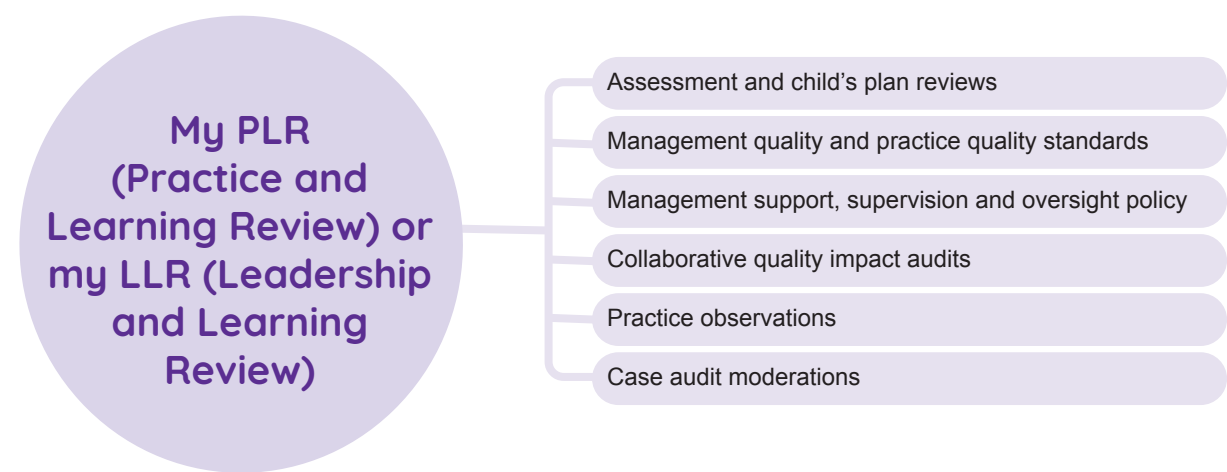 My PLR
(Practice and
Learning Review) or
my LLR (Leadership
and Learning
Review)
Assessment and child’s plan reviews
Management quality and practice quality standards
Management support, supervision and oversight policy
Collaborative quality impact audits
Practice observations
Case audit moderations